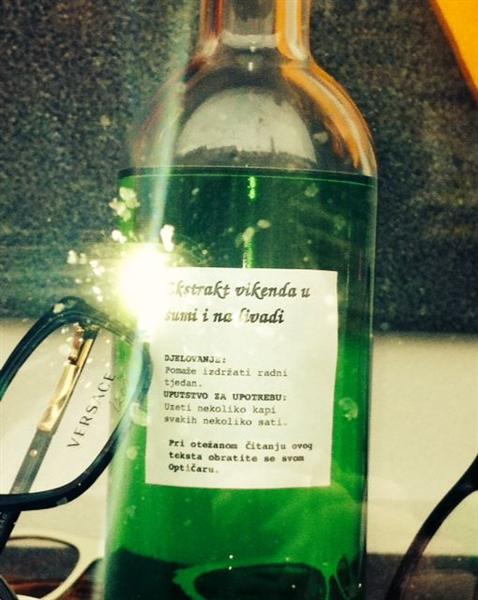 Ekstrakt vikenda u
šumi i na livadi
DJELOVANJE:
Pomaže izdržati radni
tjedan.
UPUTSTVO ZA UPOTREBU:
Uzeti nekoliko kapi
svakih nekoliko sati.
Pri otežanom čitanju ovog
teksta obratite se svom
Optičaru.
VERSACE